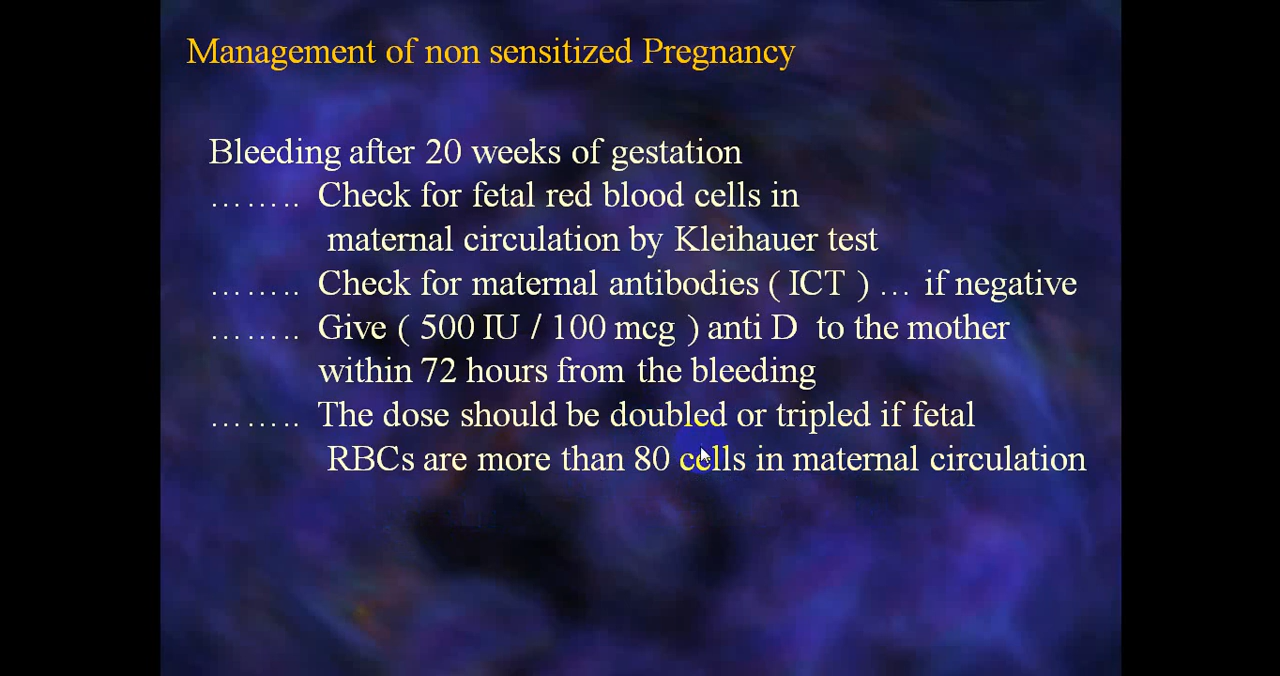 Management of non sensitized Pregnancy
Bleeding after 20 weeks of gestation
…….. Check for fetal red blood cells in
maternal circulation by Kleihauer test
…….. Check for maternal antibodies ( ICT ) … if negative
…….. Give ( 500 IU / 100 mcg ) anti D to the mother
within 72 hours from the bleeding
…….. The dose should be doubled or tripled if fetal
RBCs are more than 80 cells in maternal circulation